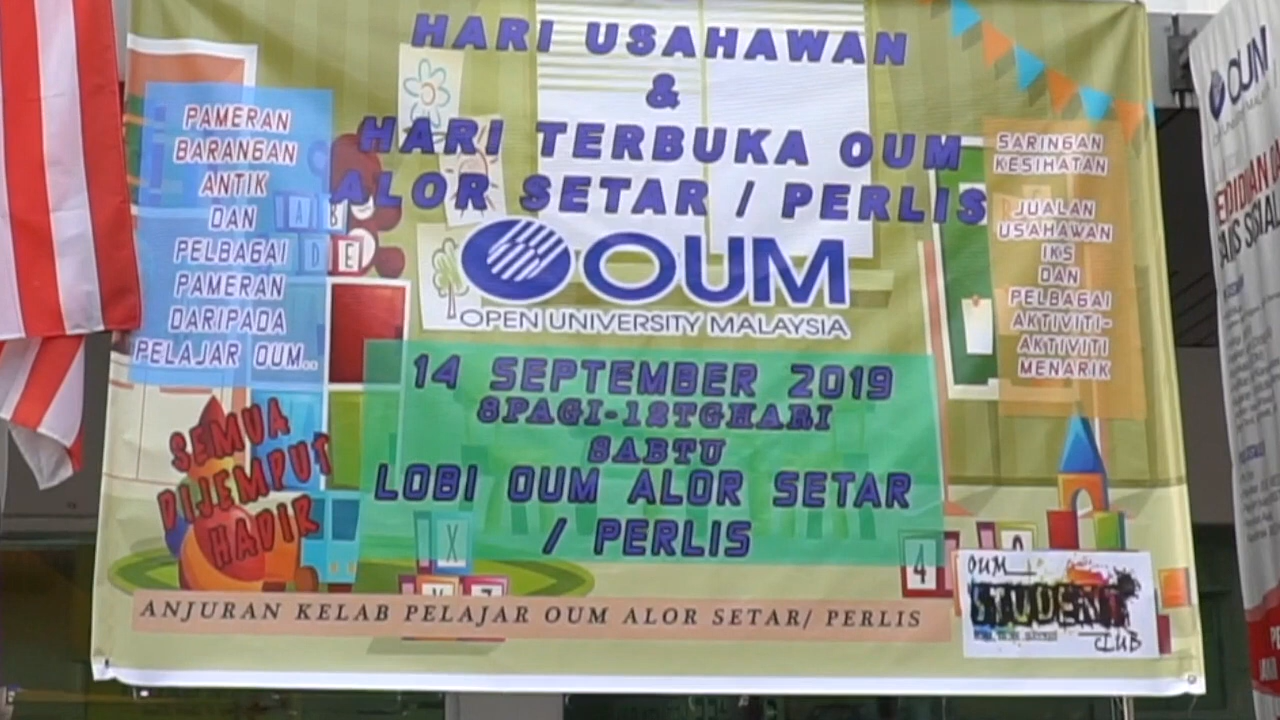 HARI USAHAWAN
&
HARI TERBUKA OUM
ALOR SETAR / PERLIS
OUM
OPEN UNIVERSITY MALAYSIA
PAMERAN
BARANGAN
ANTIK
DAN
PELBAGAI
PAMERAN
DARIPADA
PELAJAR OUM..
SARINGAN
KESIHATAN
JUALAN
USAHAWAN
IKS
DAN
PELBAGAI
AKTIVITI-
AKTIVITI
MENARIK
14 SEPTEMBER 2019
8PAGI-12TGHARI
SABTU
LOBI OUM ALOR SETAR
/ PERLIS
SEMUA
DIJEMPUT
HADIR
ANJURAN KELAB PELAJAR OUM ALOR SETAR/ PERLIS
OUM
STUDENT
CLUB
A B
D E
X
4
OUM